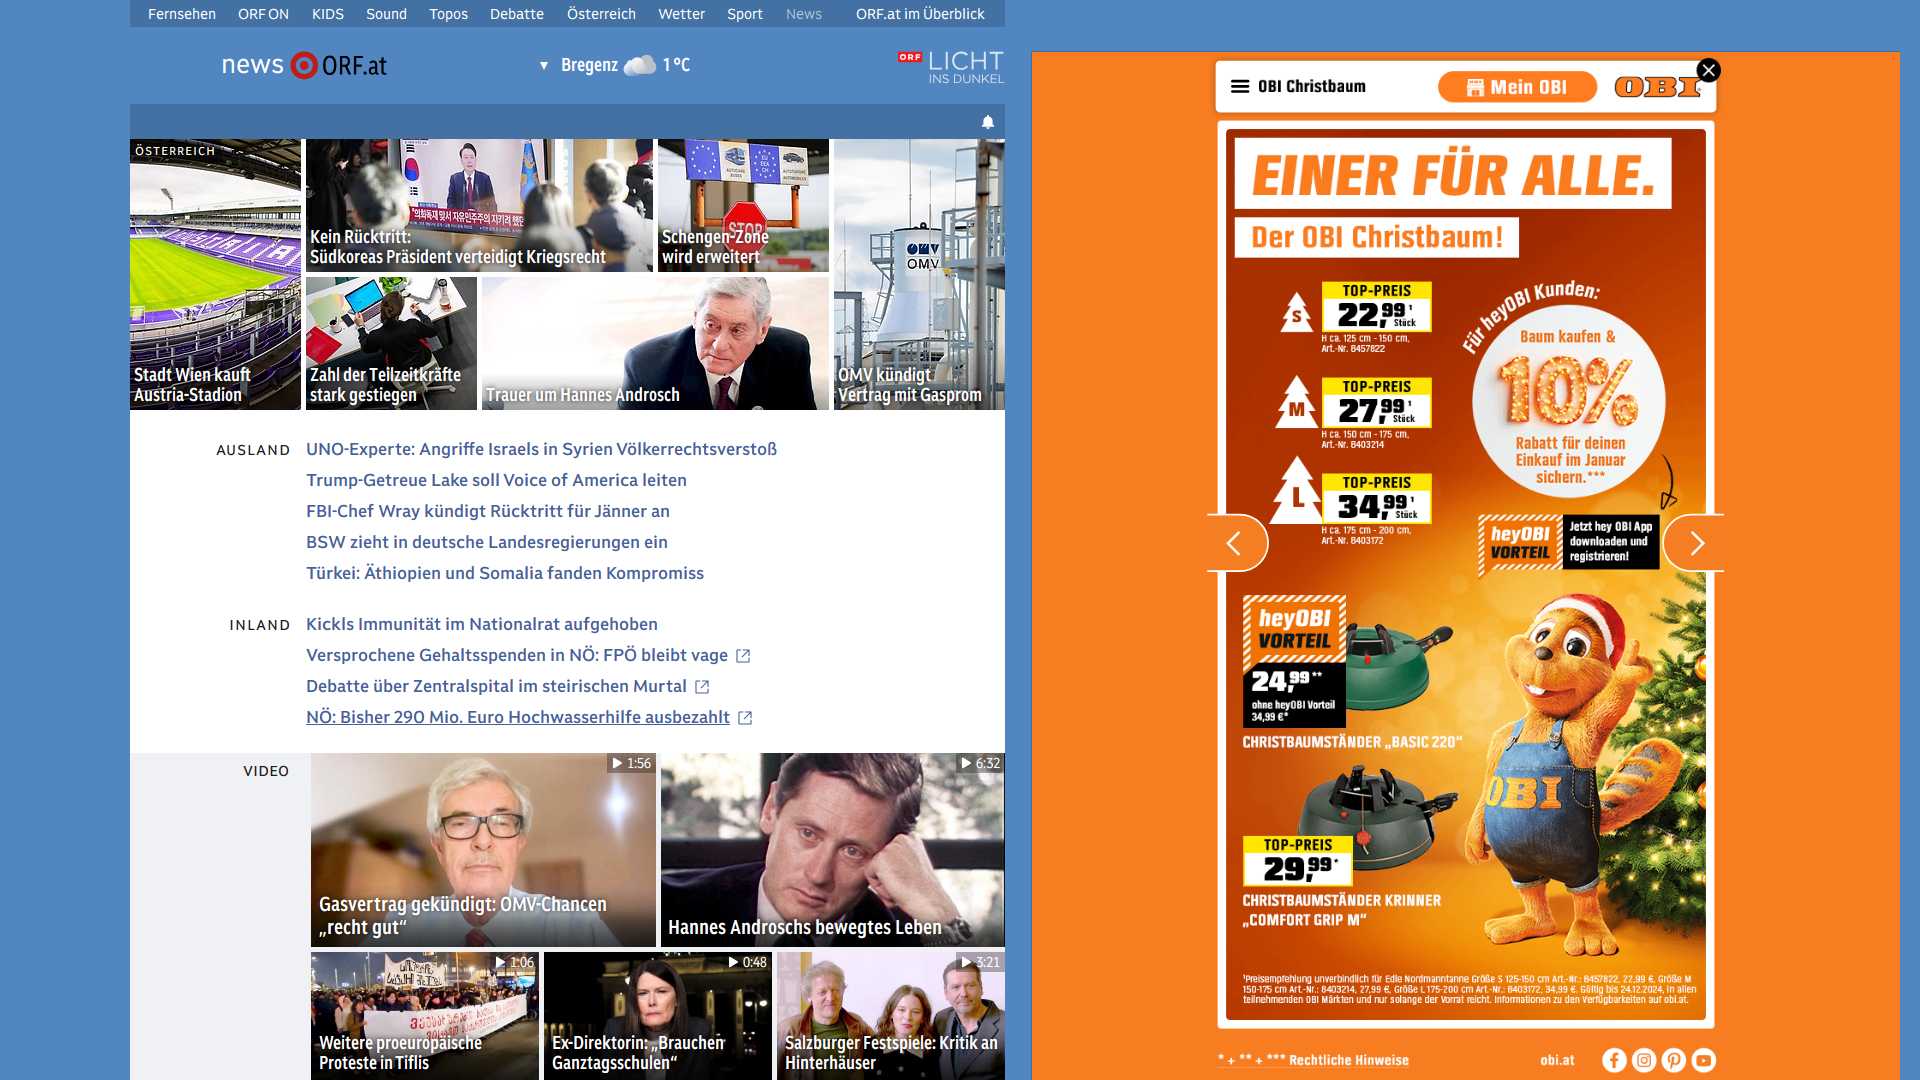 Fernsehen ORF ON KIDS Sound Topos Debatte Österreich Wetter Sport News ORF.at im Überblick
news ORF.at
Bregenz 1 °C
ORF LICHT
INS DUNKEL
ÖSTERREICH
Stadt Wien kauft
Austria-Stadion
Kein Rücktritt:
Südkoreas Präsident verteidigt Kriegsrecht
STOP
Schengen-Zone
wird erweitert
OMV
OMV kündigt
Vertrag mit Gasprom
Zahl der Teilzeitkräfte
stark gestiegen
Trauer um Hannes Androsch
AUSLAND
UNO-Experte: Angriffe Israels in Syrien Völkerrechtsverstoß
Trump-Getreue Lake soll Voice of America leiten
FBI-Chef Wray kündigt Rücktritt für Jänner an
BSW zieht in deutsche Landesregierungen ein
Türkei: Äthiopien und Somalia fanden Kompromiss
INLAND
Kickls Immunität im Nationalrat aufgehoben
Versprochene Gehaltsspenden in NÖ: FPÖ bleibt vage
Debatte über Zentralspital im steirischen Murtal
NÖ: Bisher 290 Mio. Euro Hochwasserhilfe ausbezahlt
VIDEO
1:56
Gasvertrag gekündigt: OMV-Chancen
„recht gut“
6:32
Hannes Androschs bewegtes Leben
1:06
Weitere proeuropäische
Proteste in Tiflis
0:48
Ex-Direktorin: „Brauchen
Ganztagsschulen“
3:21
Salzburger Festspiele: Kritik an
Hinterhäuser
OBI Christbaum
Mein OBI
OBI
EINER FÜR ALLE.
Der OBI Christbaum!
S
TOP-PREIS
22,99¹
Stück
H ca. 125 cm - 150 cm,
Art.-Nr. 8457822
M
TOP-PREIS
27,99¹
Stück
H ca. 150 cm - 175 cm,
Art.-Nr. 8403214
L
TOP-PREIS
34,99¹
Stück
H ca. 175 cm - 200 cm,
Art.-Nr. 8403172
Für heyOBI Kunden:
Baum kaufen &
10%
Rabatt für deinen
Einkauf im Januar
sichern.***
heyOBI
VORTEIL
Jetzt hey OBI App
downloaden und
registrieren!
heyOBI
VORTEIL
24,99**
ohne heyOBI Vorteil
34,99 €*
CHRISTBAUMSTÄNDER „BASIC 220“
OBI
TOP-PREIS
29,99*
CHRISTBAUMSTÄNDER KRINNER
„COMFORT GRIP M“
¹Preisempfehlung unverbindlich für Edle Nordmanntanne Größe S 125-150 cm Art.-Nr.: 8457822, 22,99 €, Größe M
150-175 cm Art.-Nr.: 8403214, 27,99 €, Größe L 175-200 cm Art.-Nr.: 8403172, 34,99 €. Gültig bis 24.12.2024, in allen
teilnehmenden OBI Märkten und nur solange der Vorrat reicht. Informationen zu den Verfügbarkeiten auf obi.at.
* + ** + *** Rechtliche Hinweise
obi.at